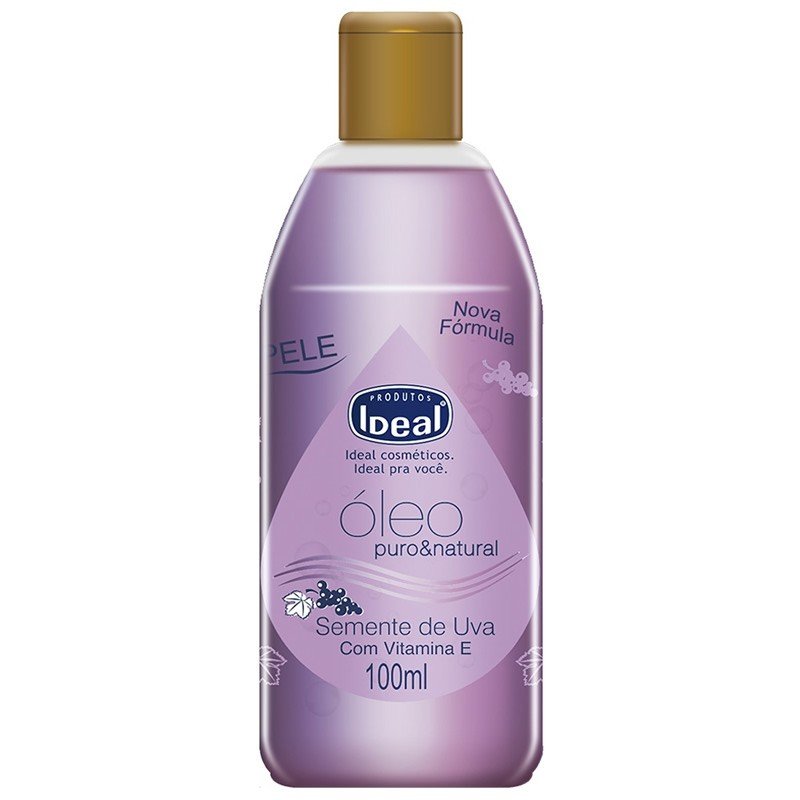 Nova
Fórmula
PELE
PRODUTOS
Ideal®
Ideal cosméticos.
Ideal pra você.
óleo
puro&natural
Semente de Uva
Com Vitamina E
100ml